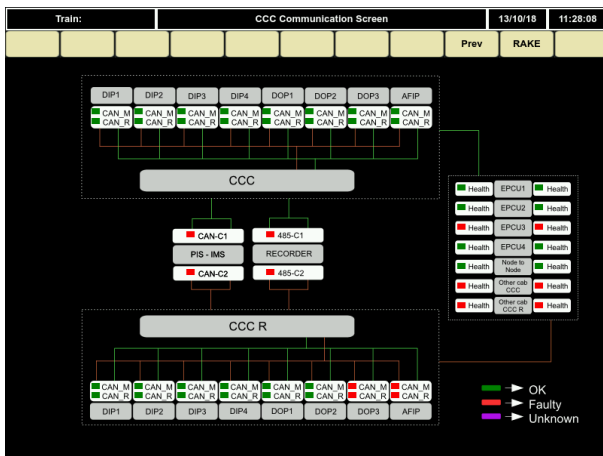 Train: CCC Communication Screen 13/10/18 11:28:08
Prev RAKE
DIP1 DIP2 DIP3 DIP4 DOP1 DOP2 DOP3 AFIP
CAN_M CAN_M CAN_M CAN_M CAN_M CAN_M CAN_M CAN_M
CAN_R CAN_R CAN_R CAN_R CAN_R CAN_R CAN_R CAN_R
CCC
Health EPCU1 Health
Health EPCU2 Health
Health EPCU3 Health
Health EPCU4 Health
Health Node to Node Health
Health Other cab CCC Health
Health Other cab CCC R Health
CAN-C1 485-C1
PIS - IMS RECORDER
CAN-C2 485-C2
CCC R
CAN_M CAN_M CAN_M CAN_M CAN_M CAN_M CAN_M CAN_M
CAN_R CAN_R CAN_R CAN_R CAN_R CAN_R CAN_R CAN_R
DIP1 DIP2 DIP3 DIP4 DOP1 DOP2 DOP3 AFIP
OK
Faulty
Unknown